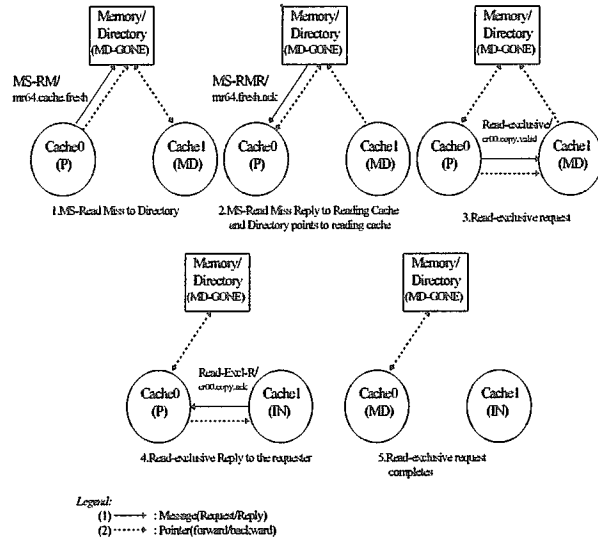 Memory/
Directory
(MD-GONE)
MS-RM/
mr64.cache.fresh
Cache0
(P)
Cache1
(MD)
1.MS-Read Miss to Directory
Memory/
Directory
(MD-GONE)
MS-RMR/
mr64.fresh.ack
Cache0
(P)
Cache1
(MD)
2.MS-Read Miss Reply to Reading Cache
and Directory points to reading cache
Memory/
Directory
(MD-GONE)
Read-exclusive/
cr00.copy.valid
Cache0
(P)
Cache1
(MD)
3.Read-exclusive request
Memory/
Directory
(MD-GONE)
Read-Excl-R/
cr00.copy.ack
Cache0
(P)
Cache1
(IN)
4.Read-exclusive Reply to the requester
Memory/
Directory
(MD-GONE)
Cache0
(MD)
Cache1
(IN)
5.Read-exclusive request
completes
Legend:
(1) : Message(Request/Reply)
(2) : Pointer(forward/backward)